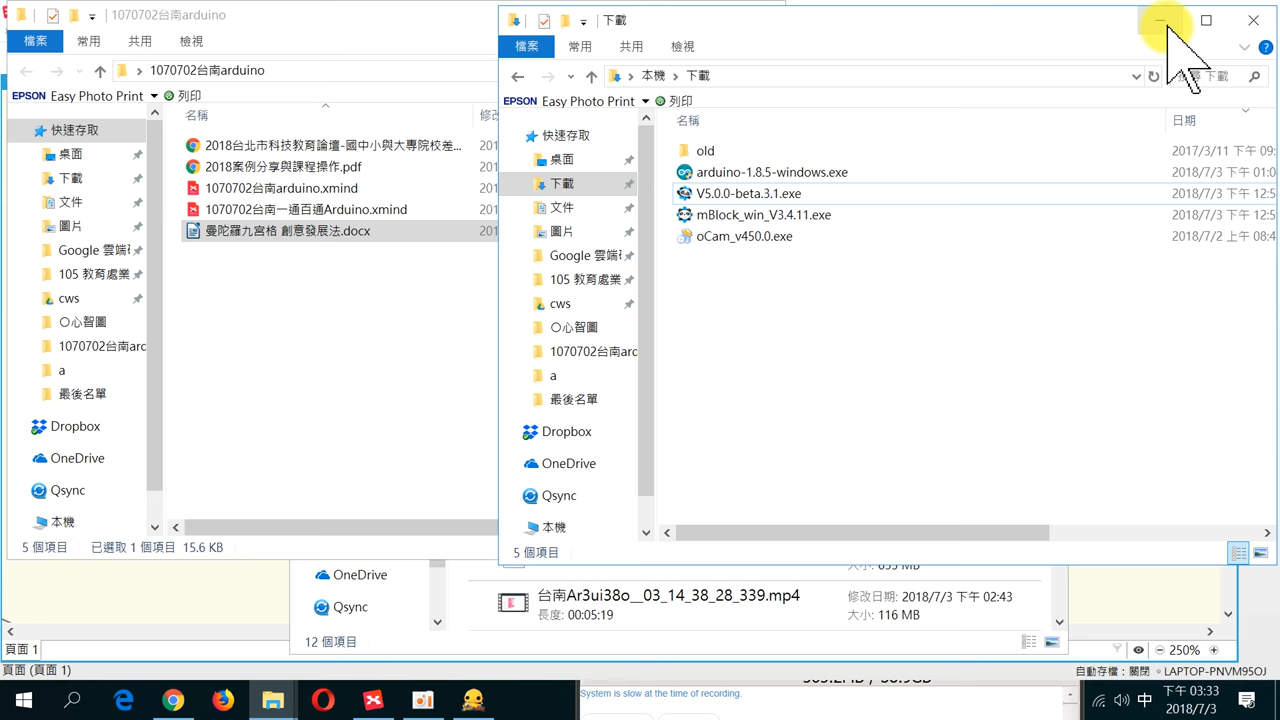 1070702台南arduino
檔案 常用 共用 檢視
1070702台南arduino
EPSON Easy Photo Print 列印
名稱 修改
快速存取
桌面
下載
文件
圖片
Google 雲端
105 教育處業
cws
〇心智圖
1070702台南arc
a
最後名單
Dropbox
OneDrive
Qsync
本機
2018台北市科技教育論壇-國中小與大專院校差...
2018案例分享與課程操作.pdf
1070702台南arduino.xmind
1070702台南一通百通Arduino.xmind
曼陀羅九宮格 創意發展法.docx
201
201
201
201
201
5 個項目 已選取 1 個項目 15.6 KB
下載
檔案 常用 共用 檢視
本機 下載
下載
EPSON Easy Photo Print 列印
名稱 日期
快速存取
桌面
下載
文件
圖片
Google 雲端
105 教育處業
cws
〇心智圖
1070702台南arc
a
最後名單
Dropbox
OneDrive
Qsync
本機
old 2017/3/11 下午 09:
arduino-1.8.5-windows.exe 2018/7/3 下午 01:0
V5.0.0-beta.3.1.exe 2018/7/3 下午 12:5
mBlock_win_V3.4.11.exe 2018/7/3 下午 12:5
oCam_v450.0.exe 2018/7/2 上午 08:4
5 個項目
OneDrive
Qsync
台南Ar3ui38o__03_14_38_28_339.mp4 修改日期: 2018/7/3 下午 02:43
長度: 00:05:19 大小: 116 MB
12 個項目
頁面 1
250%
頁面 (頁面 1)
自動存檔: 關閉 LAPTOP-PNVM95OJ
System is slow at the time of recording.
中
下午 03:33
2018/7/3